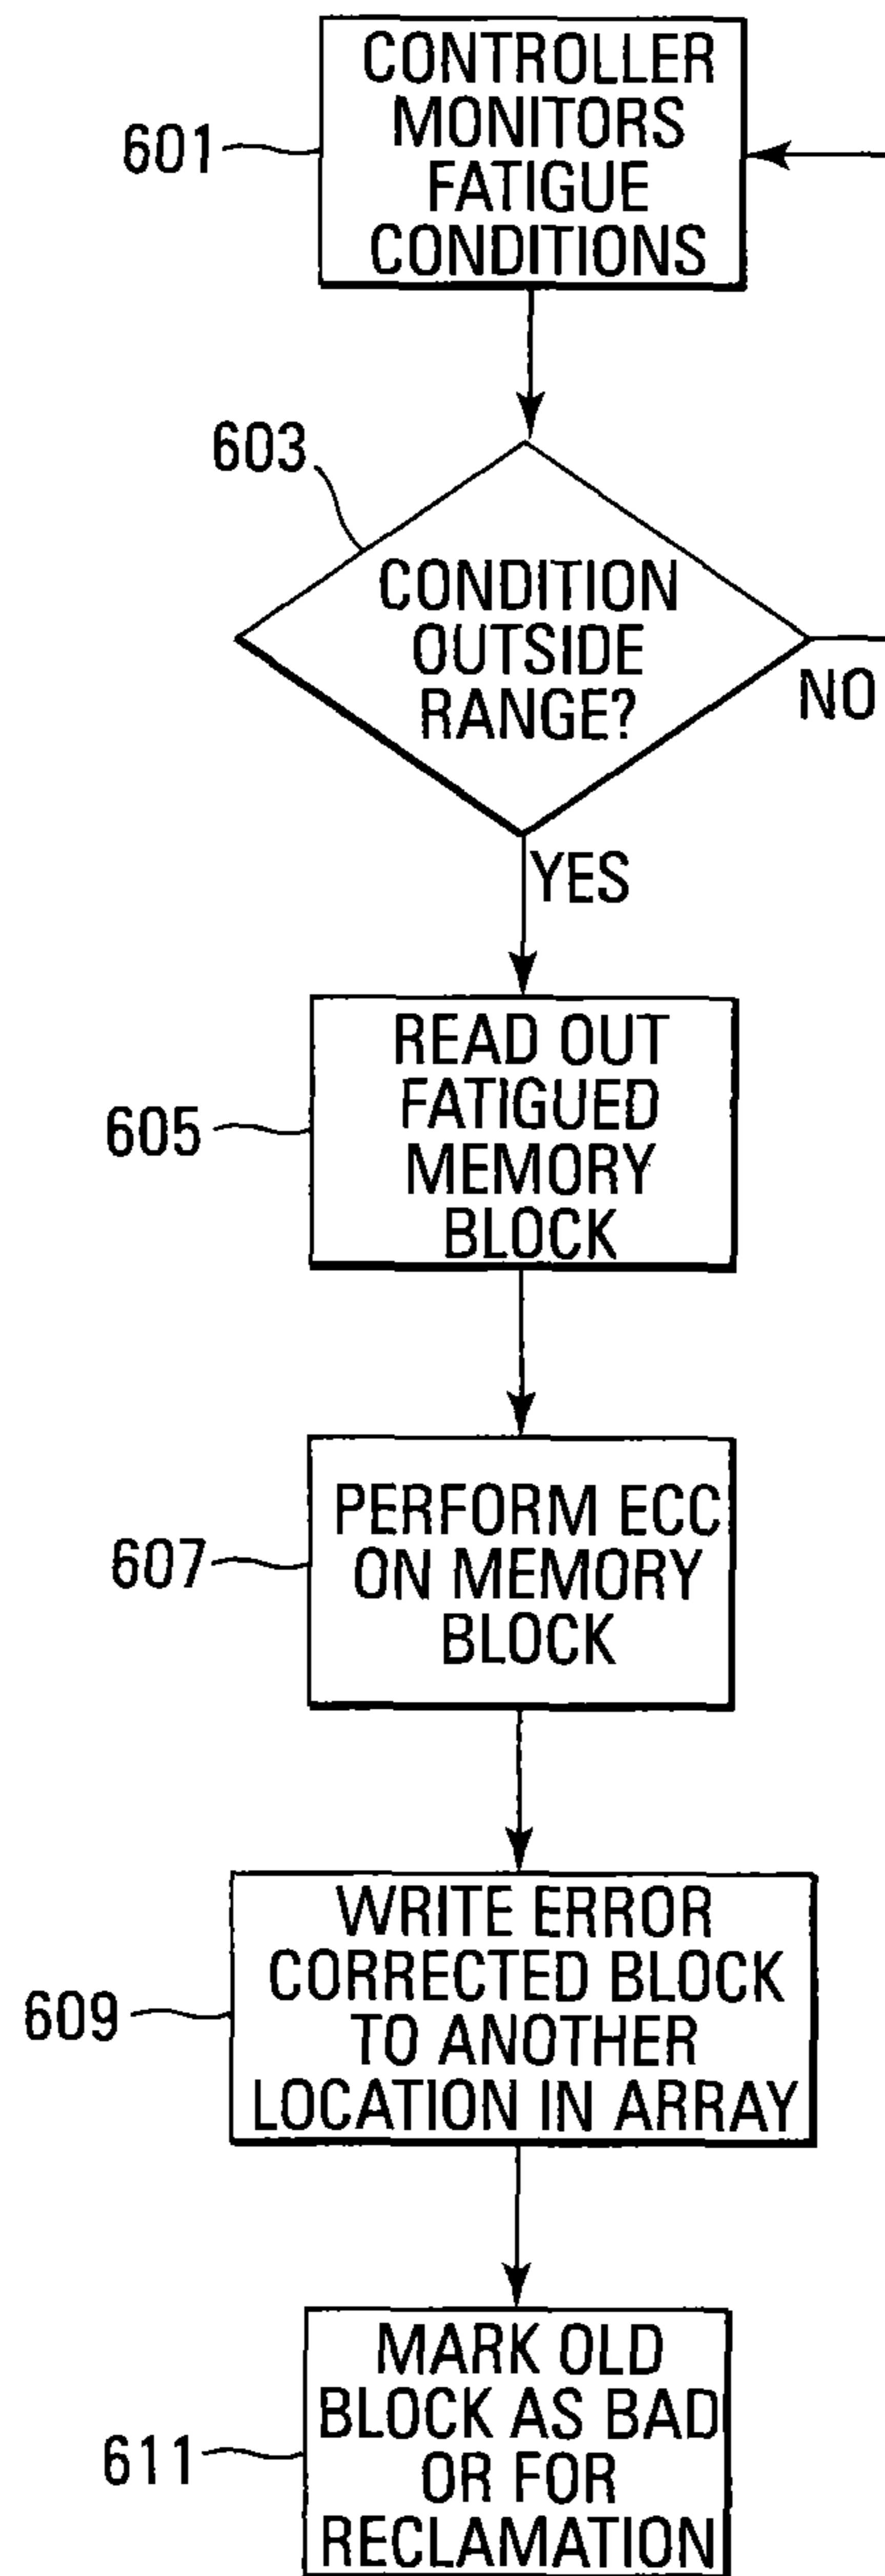 CONTROLLER
MONITORS
FATIGUE
CONDITIONS
601
603
CONDITION
OUTSIDE
RANGE?
NO
YES
READ OUT
FATIGUED
MEMORY
BLOCK
605
PERFORM ECC
ON MEMORY
BLOCK
607
WRITE ERROR
CORRECTED BLOCK
TO ANOTHER
LOCATION IN ARRAY
609
MARK OLD
BLOCK AS BAD
OR FOR
RECLAMATION
611